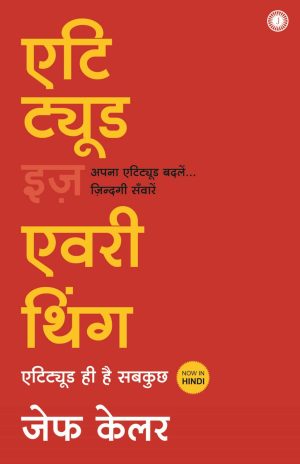 एटि
ट्यूड
इज़
अपना एटिट्यूड बदलें...
ज़िन्दगी सँवारें
एवरी
थिंग
एटिट्यूड ही है सबकुछ
NOW IN
HINDI
जेफ केलर